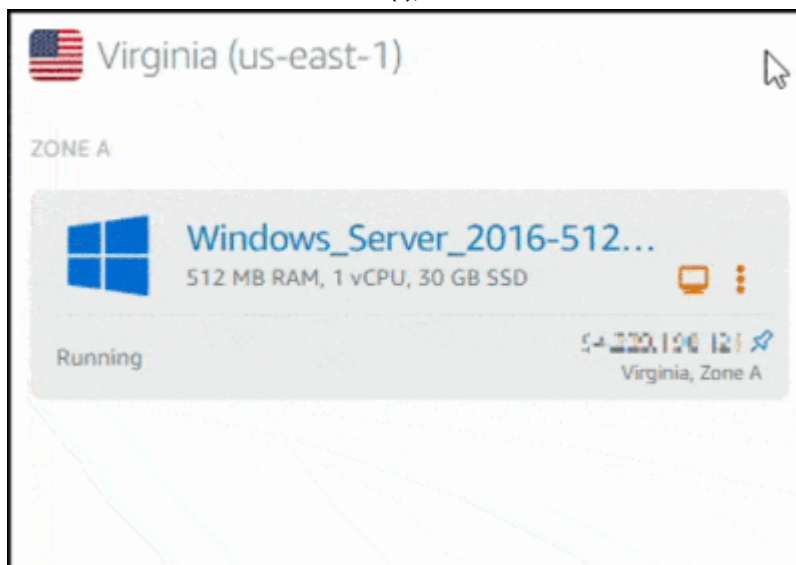 Virginia (us-east-1)
ZONE A
Windows_Server_2016-512...
512 MB RAM, 1 vCPU, 30 GB SSD
Running
Virginia, Zone A